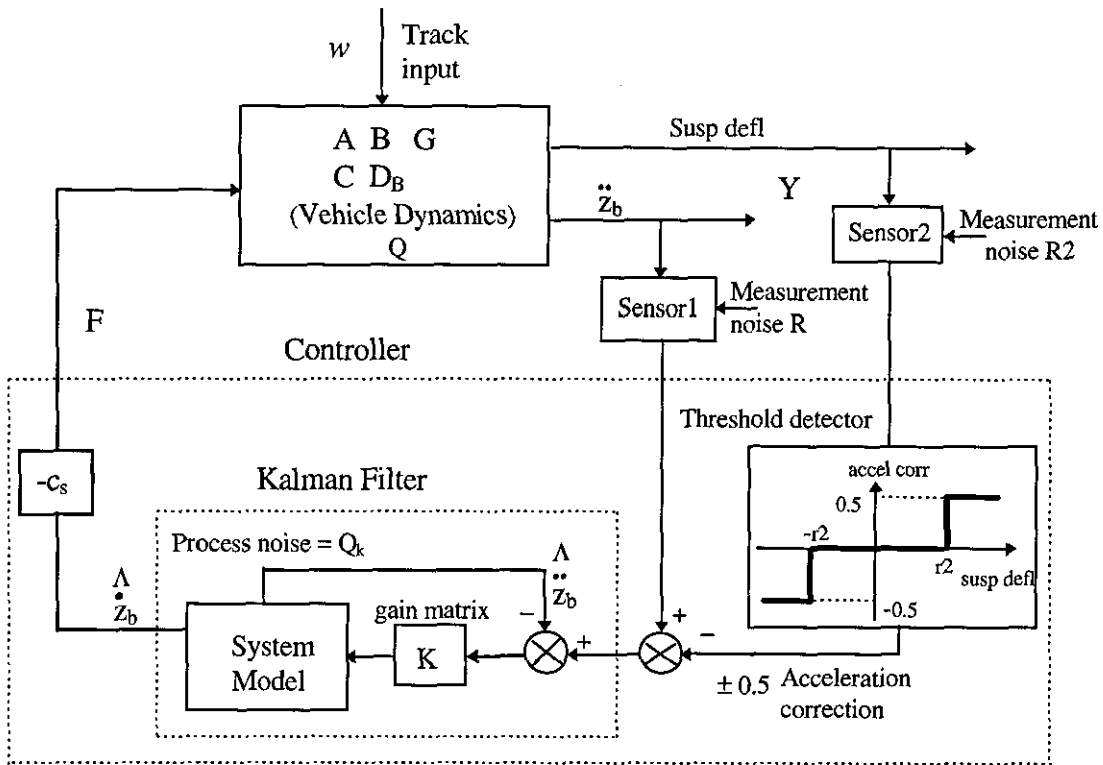 w
Track
input
A B G
C D_B
(Vehicle Dynamics)
Q
Susp defl
z̈_b
Y
Sensor2
Measurement
noise R2
Sensor1
Measurement
noise R
F
Controller
Threshold detector
accel corr
0.5
-r2
r2
susp defl
-0.5
-c_s
Kalman Filter
Process noise = Q_k
Λ
ż_b
Λ
z̈_b
gain matrix
−
+
+
−
System
Model
K
± 0.5 Acceleration
correction